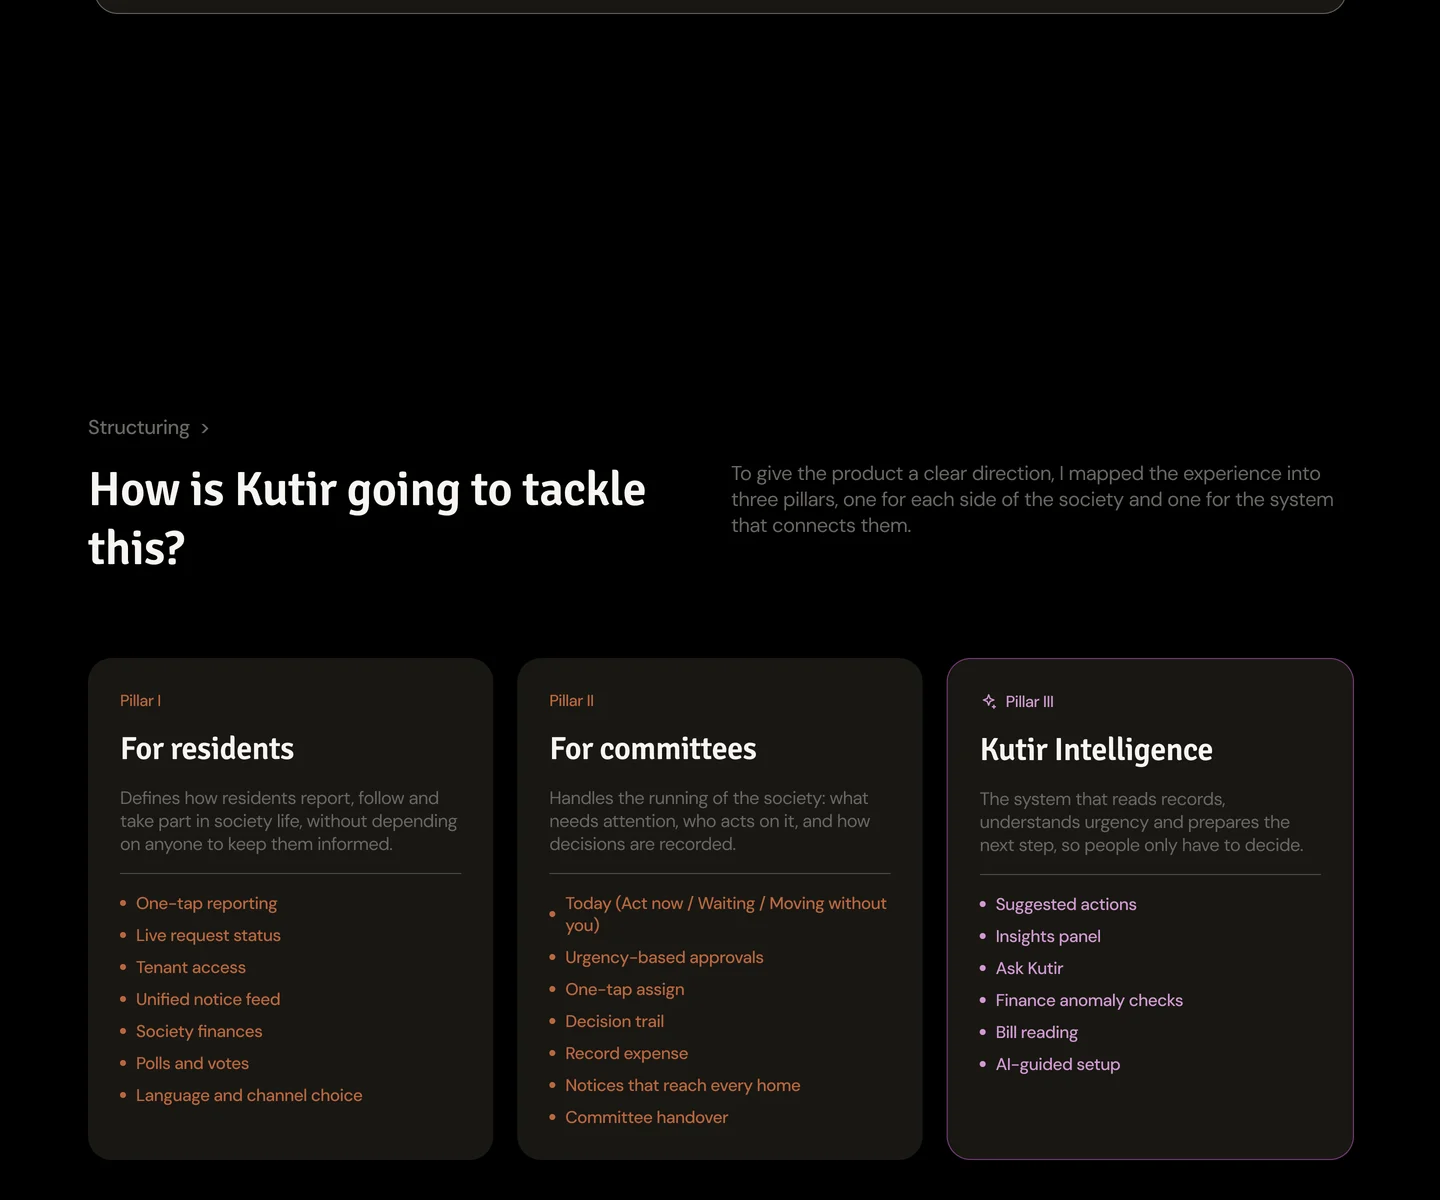 Structuring >
How is Kutir going to tackle
this?
To give the product a clear direction, I mapped the experience into
three pillars, one for each side of the society and one for the system
that connects them.
Pillar I
For residents
Defines how residents report, follow and
take part in society life, without depending
on anyone to keep them informed.
• One-tap reporting
• Live request status
• Tenant access
• Unified notice feed
• Society finances
• Polls and votes
• Language and channel choice
Pillar II
For committees
Handles the running of the society: what
needs attention, who acts on it, and how
decisions are recorded.
• Today (Act now / Waiting / Moving without
you)
• Urgency-based approvals
• One-tap assign
• Decision trail
• Record expense
• Notices that reach every home
• Committee handover
Pillar III
Kutir Intelligence
The system that reads records,
understands urgency and prepares the
next step, so people only have to decide.
• Suggested actions
• Insights panel
• Ask Kutir
• Finance anomaly checks
• Bill reading
• AI-guided setup